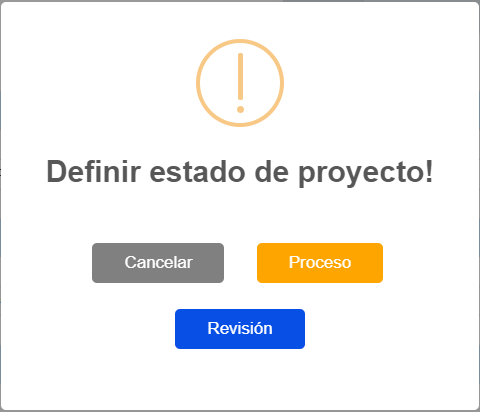 Definir estado de proyecto!
Cancelar
Proceso
Revisión